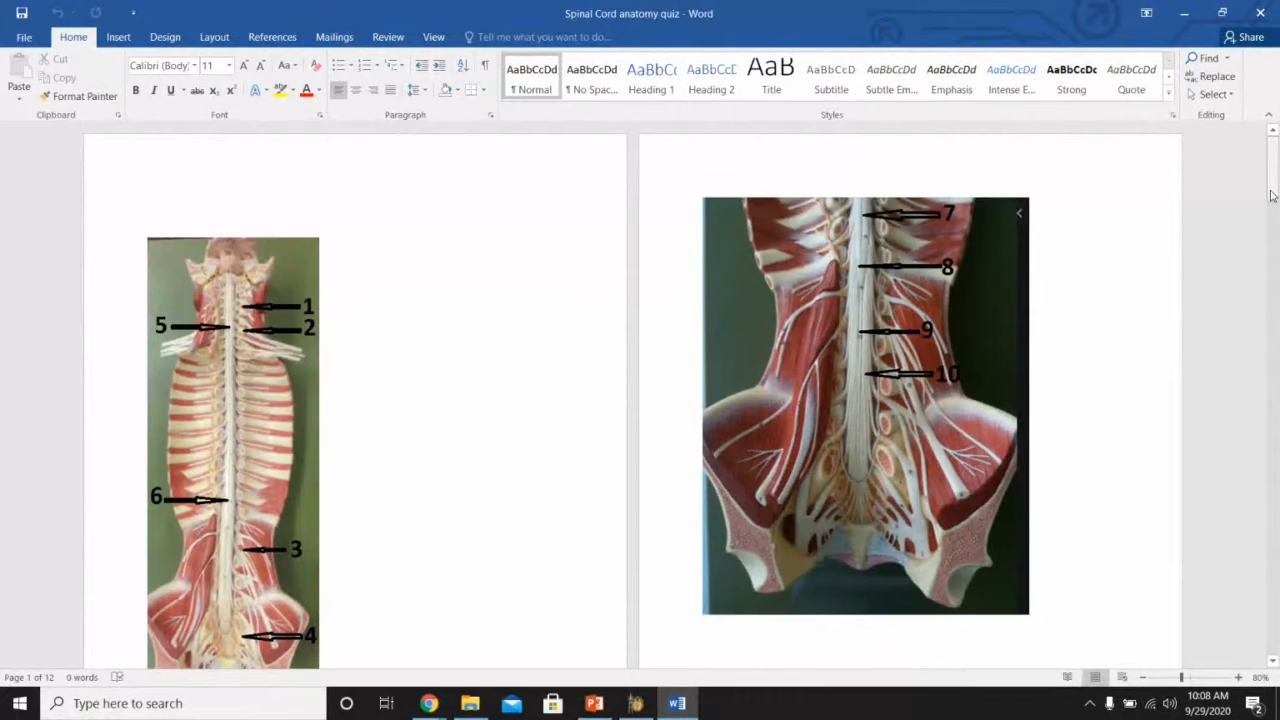 Spinal Cord anatomy quiz - Word
File Home Insert Design Layout References Mailings Review View Tell me what you want to do... Share
Cut
Copy
Format Painter
Paste
Calibri (Body) 11
AaBbCcDd AaBbCcDd AaBbCc AaBbCcD AaB AaBbCcD AaBbCcDd AaBbCcDd AaBbCcDd AaBbCcDc AaBbCcDd
¶ Normal ¶ No Spac... Heading 1 Heading 2 Title Subtitle Subtle Em... Emphasis Intense E... Strong Quote
Find
Replace
Select
Clipboard Font Paragraph Styles Editing
1
2
5
6
3
4
7
8
9
10
Page 1 of 12 0 words 80%
Type here to search
10:08 AM
9/29/2020
2